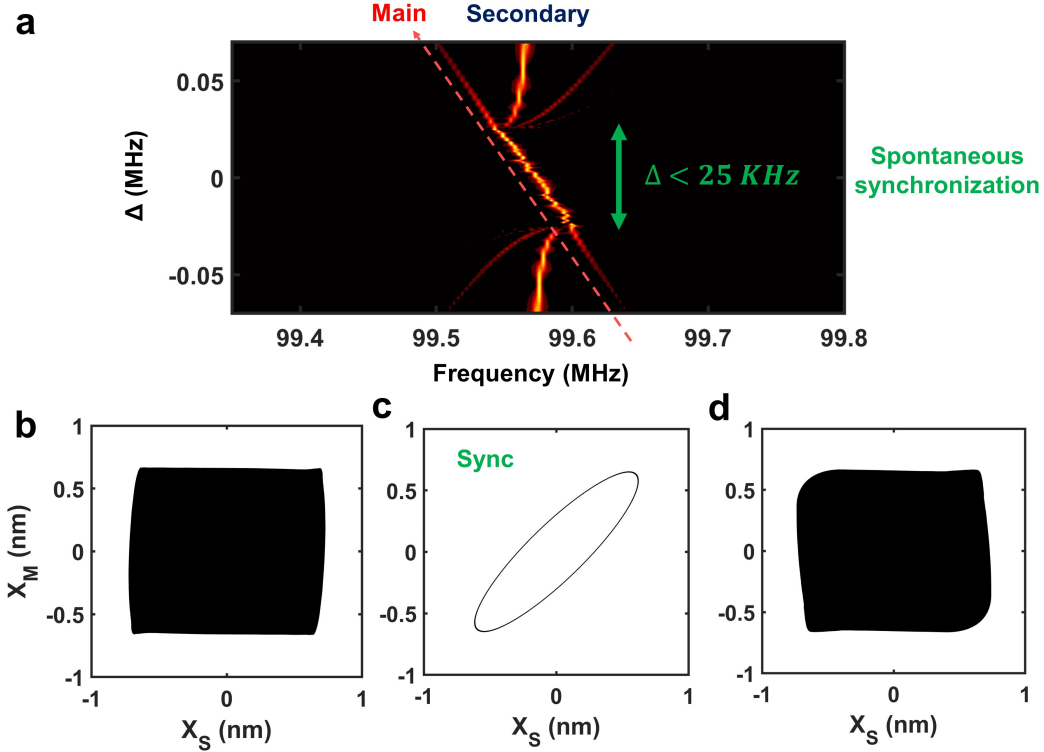 a
Main Secondary
0.05
0
-0.05
Δ (MHz)
Δ < 25 KHz
Spontaneous
synchronization
99.4 99.5 99.6 99.7 99.8
Frequency (MHz)
b
1
0.5
0
-0.5
-1
X_M (nm)
-1 0 1
X_S (nm)
c
Sync
1
0.5
0
-0.5
-1
-1 0 1
X_S (nm)
d
1
0.5
0
-0.5
-1
-1 0 1
X_S (nm)